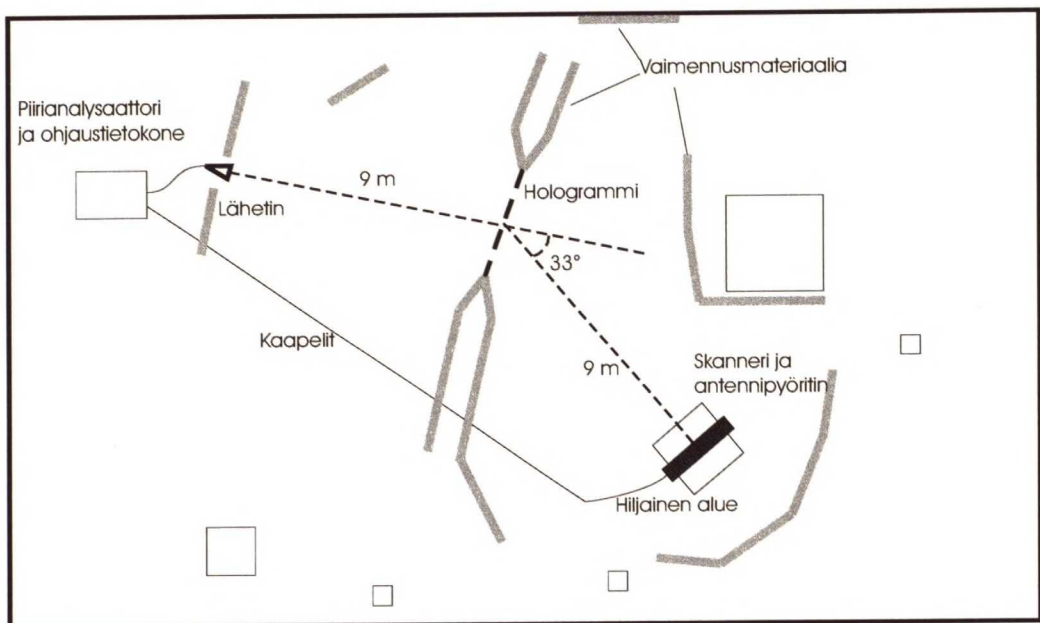 Vaimennusmateriaalia
Piirianalysaattori
ja ohjaustietokone
9 m
Hologrammi
Lähetin
33°
Kaapelit
9 m
Skanneri ja
antennipyöritin
Hiljainen alue